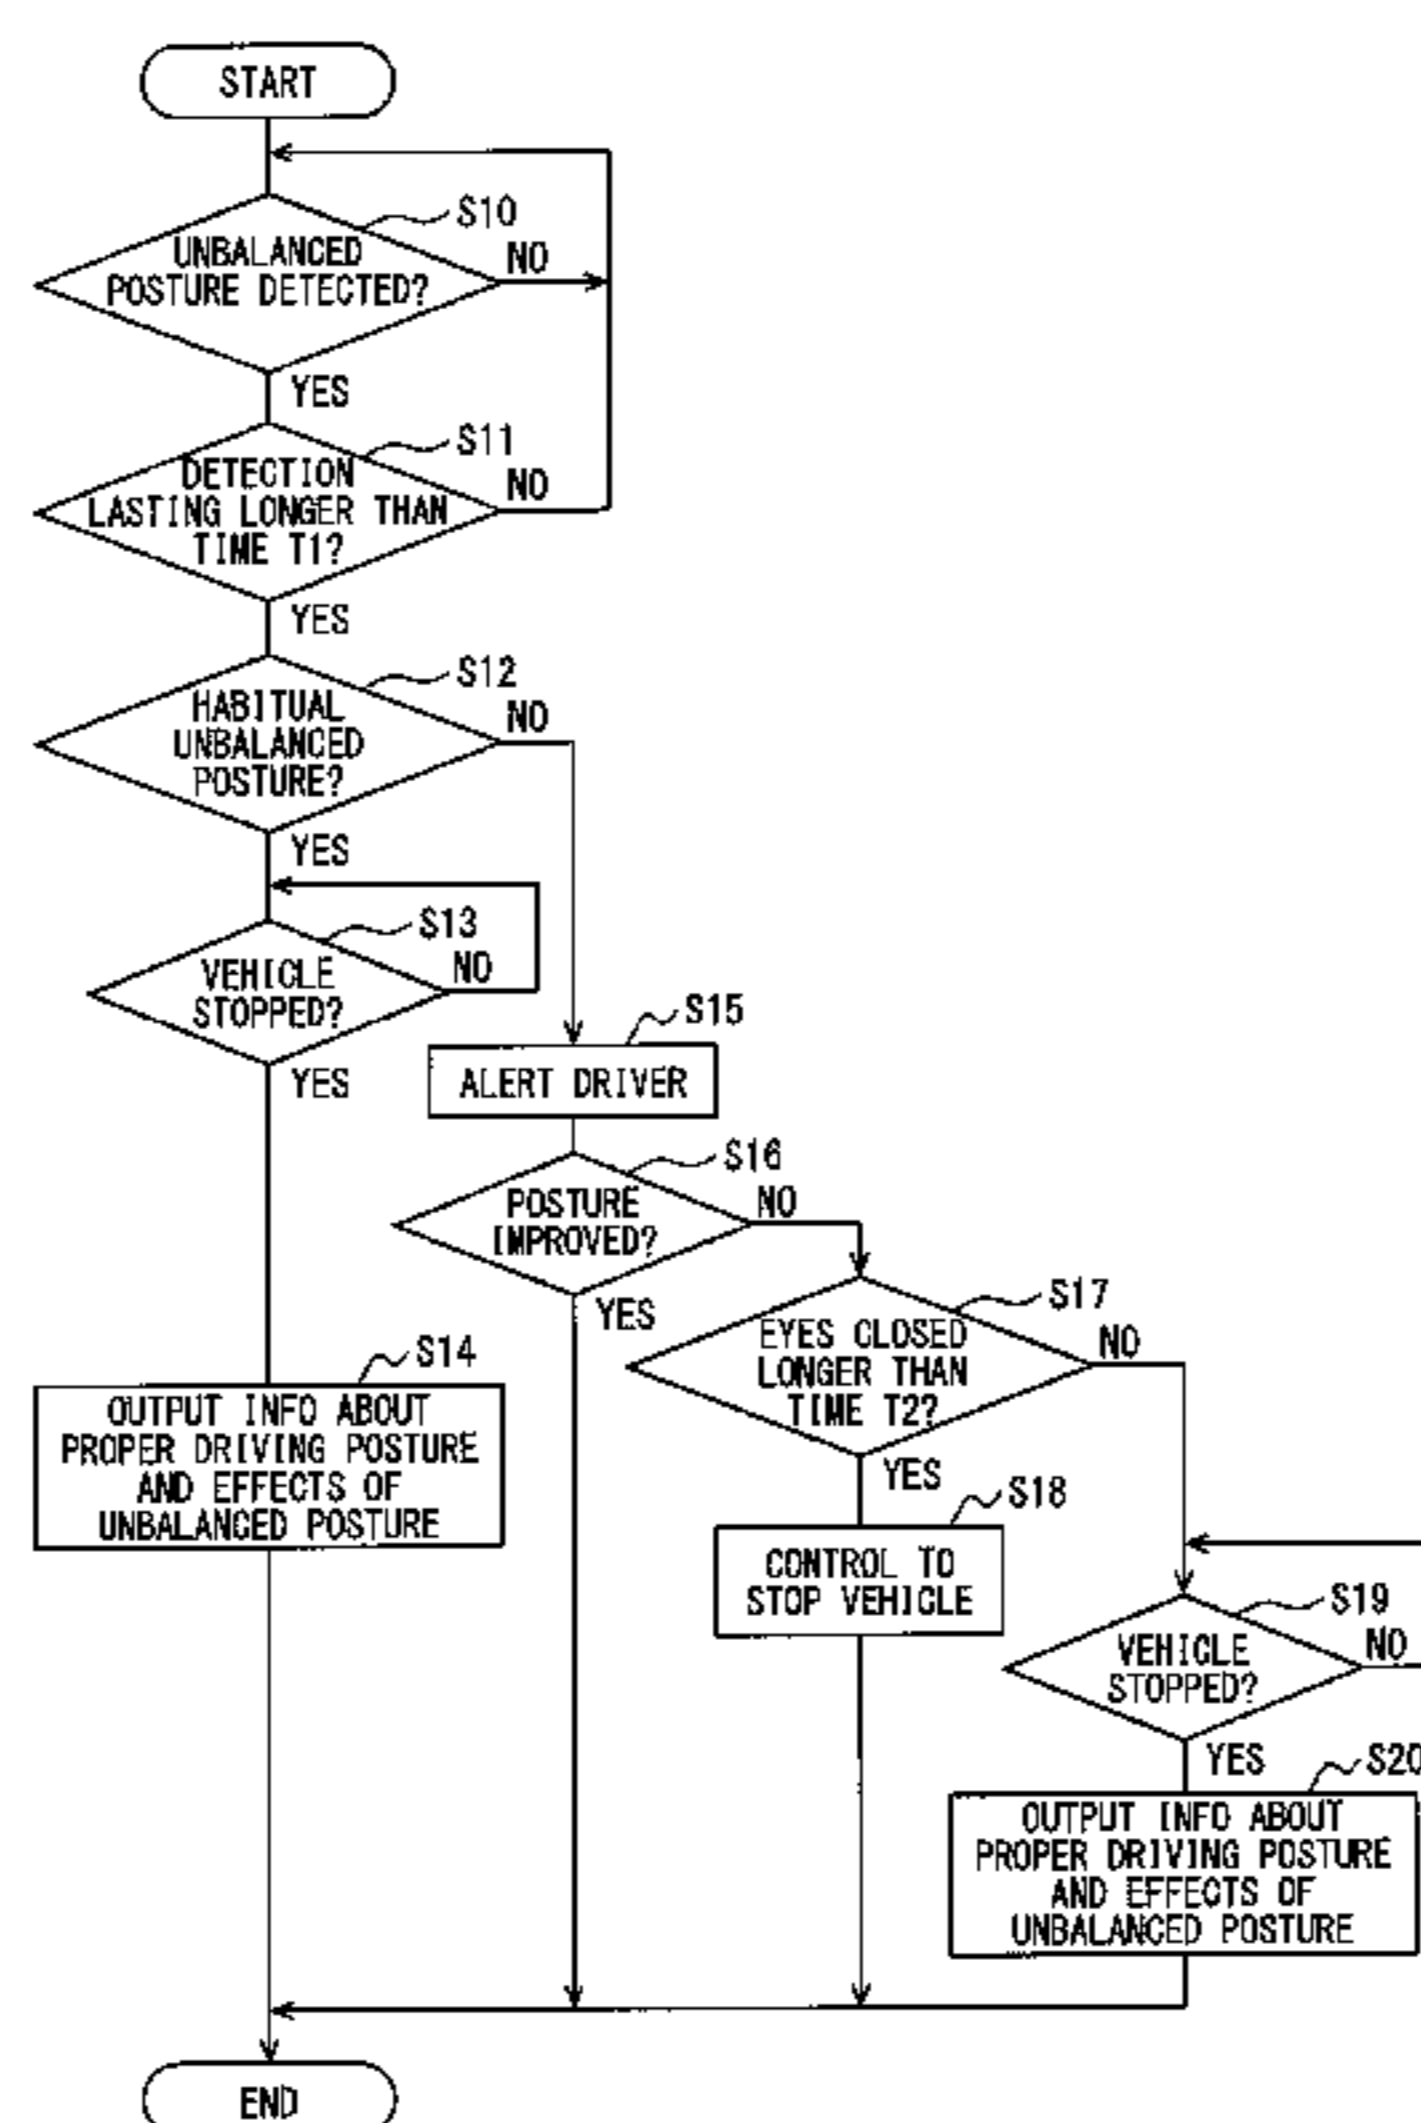 START
S10
UNBALANCED
POSTURE DETECTED?
NO
YES
S11
DETECTION
LASTING LONGER THAN
TIME T1?
NO
YES
S12
HABITUAL
UNBALANCED
POSTURE?
NO
YES
S13
VEHICLE
STOPPED?
NO
YES
S15
ALERT DRIVER
S16
POSTURE
IMPROVED?
NO
YES
S17
EYES CLOSED
LONGER THAN
TIME T2?
NO
YES
S14
OUTPUT INFO ABOUT
PROPER DRIVING POSTURE
AND EFFECTS OF
UNBALANCED POSTURE
S18
CONTROL TO
STOP VEHICLE
S19
VEHICLE
STOPPED?
NO
YES
S20
OUTPUT INFO ABOUT
PROPER DRIVING POSTURE
AND EFFECTS OF
UNBALANCED POSTURE
END